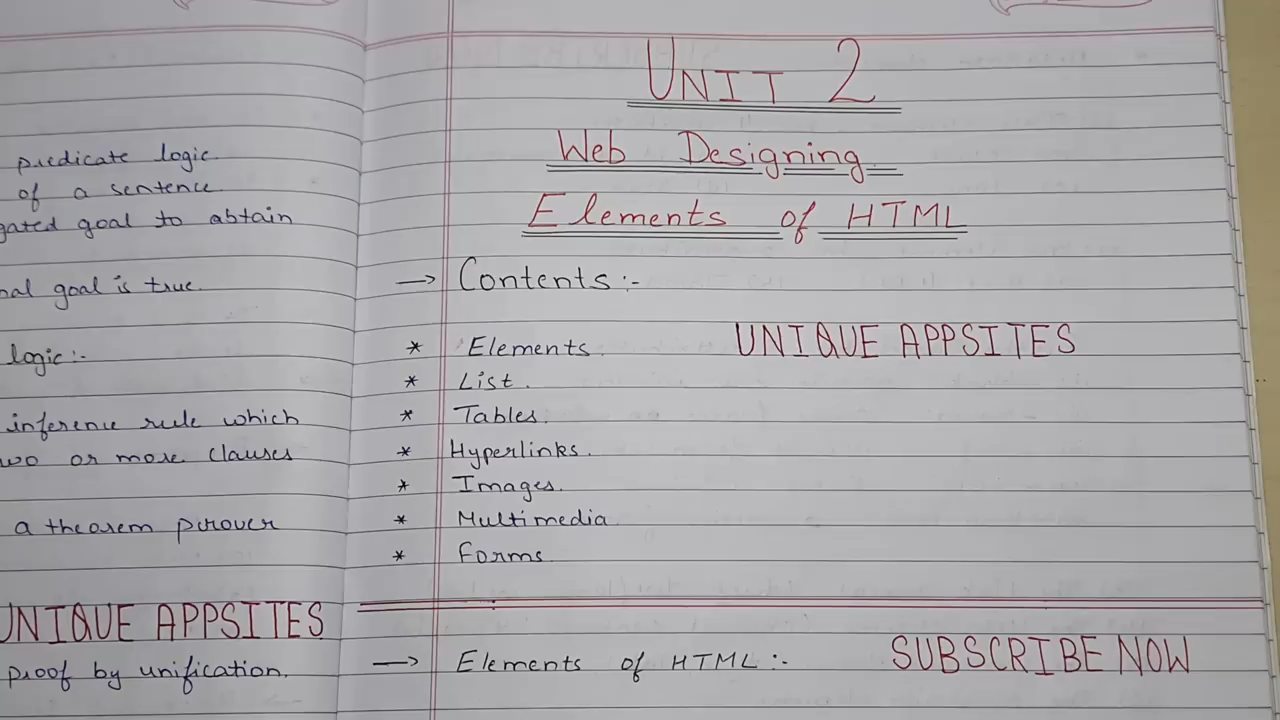 predicate logic.
of a sentence
gated goal to abtain
nal goal is true.
logic:-
inference rule which
wo or more clauses
a theorem prover
UNIQUE APPSITES
proof by unification.
UNIT 2
Web Designing
Elements of HTML
→ Contents:-
* Elements.
UNIQUE APPSITES
* List.
* Tables.
* Hyperlinks.
* Images.
* Multimedia
* Forms.
→ Elements of HTML:-
SUBSCRIBE NOW